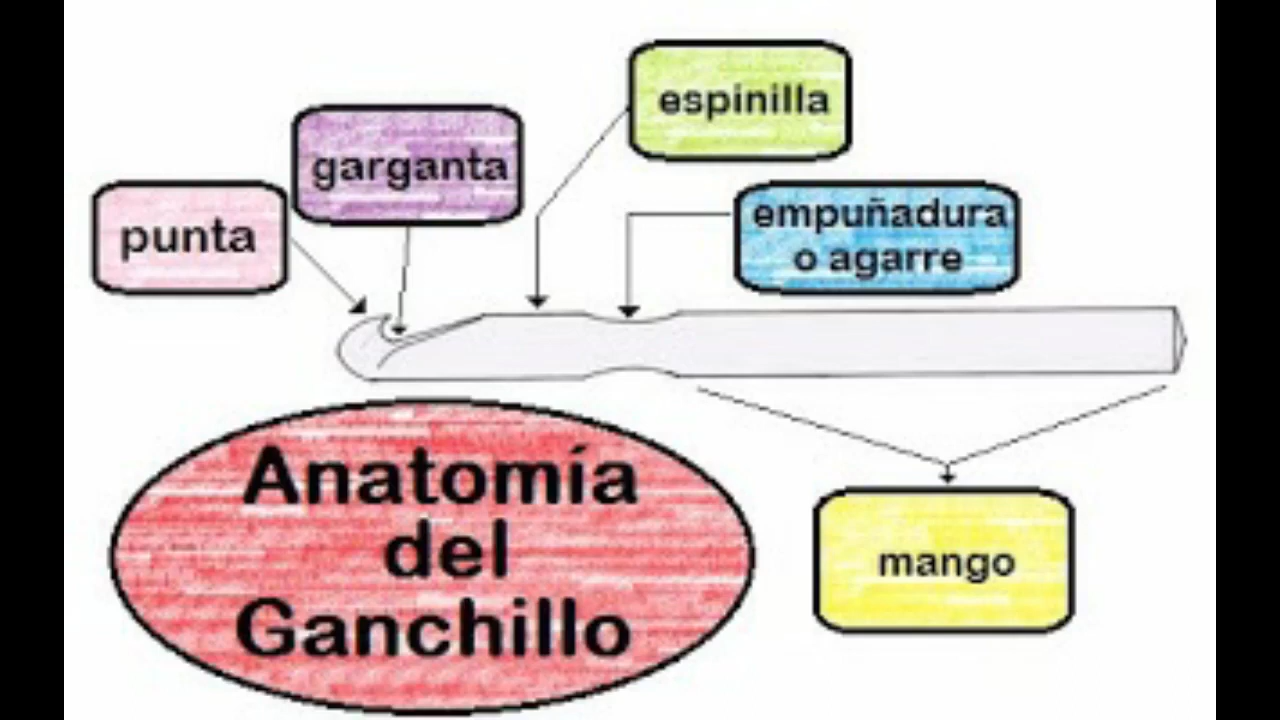 espinilla
garganta
punta
empuñadura
o agarre
Anatomía
del
Ganchillo
mango